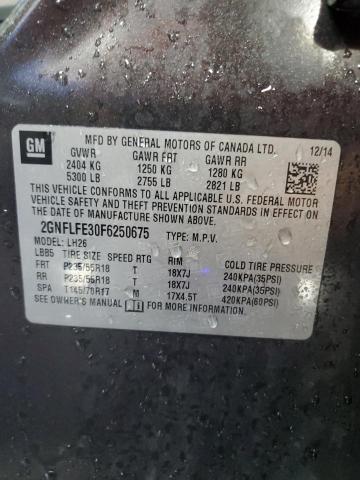 GM
MFD BY GENERAL MOTORS OF CANADA LTD. 12/14
GVWR GAWR FRT GAWR RR
2404 KG 1250 KG 1280 KG
5300 LB 2755 LB 2821 LB
THIS VEHICLE CONFORMS TO ALL APPLICABLE U.S. FEDERAL MOTOR
VEHICLE SAFETY, BUMPER, AND THEFT PREVENTION STANDARDS
IN EFFECT ON THE DATE OF MANUFACTURE SHOWN ABOVE.
2GNFLFE30F6250675 TYPE: M.P.V.
MODEL: LH26
LBB5 TIRE SIZE SPEED RTG RIM COLD TIRE PRESSURE
FRT P235/55R18 T 18X7J 240KPA(35PSI)
RR P235/55R18 T 18X7J 240KPA(35PSI)
SPA T145/70R17 M 17X4.5T 420KPA(60PSI)
SEE OWNER'S MANUAL FOR MORE INFORMATION